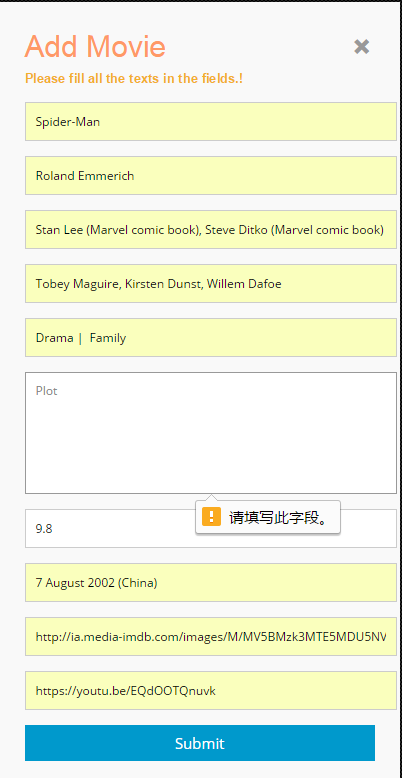 Add Movie
Please fill all the texts in the fields.!
Spider-Man
Roland Emmerich
Stan Lee (Marvel comic book), Steve Ditko (Marvel comic book)
Tobey Maguire, Kirsten Dunst, Willem Dafoe
Drama | Family
Plot
请填写此字段。
9.8
7 August 2002 (China)
http://ia.media-imdb.com/images/M/MV5BMzk3MTE5MDU5NV
https://youtu.be/EQdOOTQnuvk
Submit